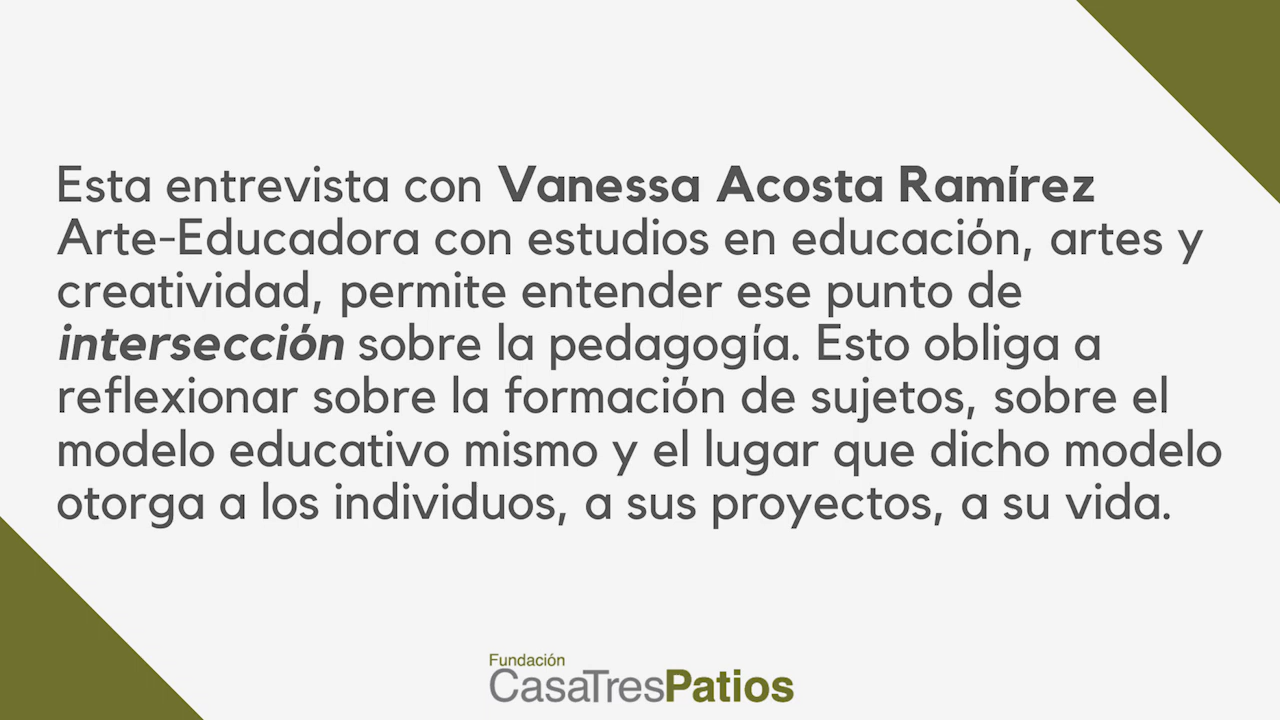 Esta entrevista con Vanessa Acosta Ramírez
Arte-Educadora con estudios en educación, artes y
creatividad, permite entender ese punto de
intersección sobre la pedagogía. Esto obliga a
reflexionar sobre la formación de sujetos, sobre el
modelo educativo mismo y el lugar que dicho modelo
otorga a los individuos, a sus proyectos, a su vida.
Fundación
CasaTresPatios